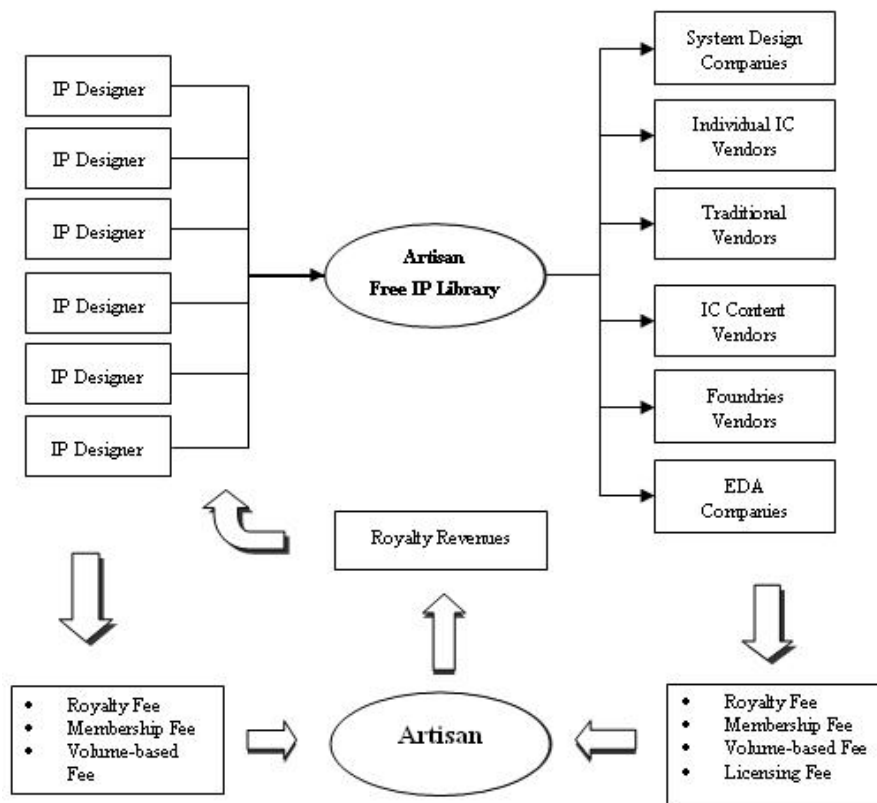 IP Designer
IP Designer
IP Designer
IP Designer
IP Designer
IP Designer
Artisan
Free IP Library
System Design
Companies
Individual IC
Vendors
Traditional
Vendors
IC Content
Vendors
Foundries
Vendors
EDA
Companies
Royalty Revenues
• Royalty Fee
• Membership Fee
• Volume-based
Fee
Artisan
• Royalty Fee
• Membership Fee
• Volume-based Fee
• Licensing Fee